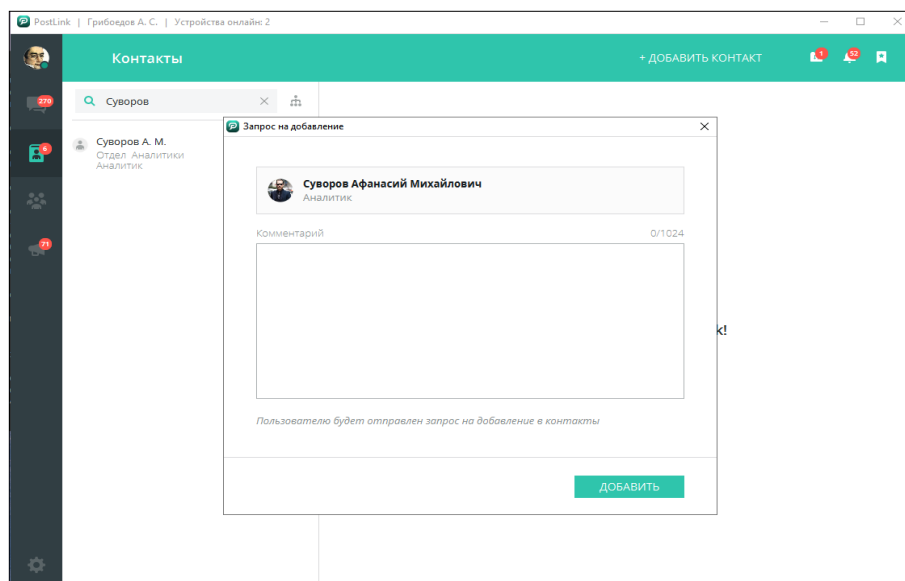 PostLink | Грибоедов А. С. | Устройства онлайн: 2
Контакты
+ ДОБАВИТЬ КОНТАКТ
1
52
270
Суворов
6
Суворов А. М.
Отдел Аналитики
Аналитик
71
Запрос на добавление
Суворов Афанасий Михайлович
Аналитик
Комментарий
0/1024
k!
Пользователю будет отправлен запрос на добавление в контакты
ДОБАВИТЬ